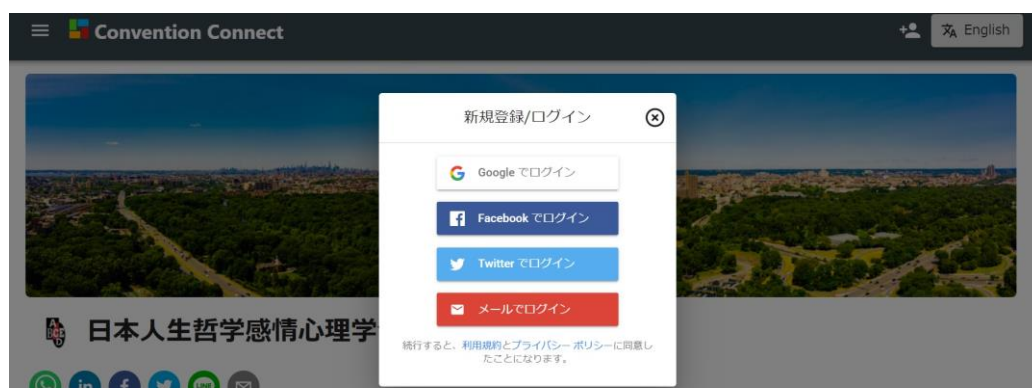 Convention Connect
English
新規登録/ログイン
Google でログイン
Facebook でログイン
Twitter でログイン
メールでログイン
続行すると、利用規約とプライバシー ポリシーに同意し
たことになります。
日本人生哲学感情心理学
LINE